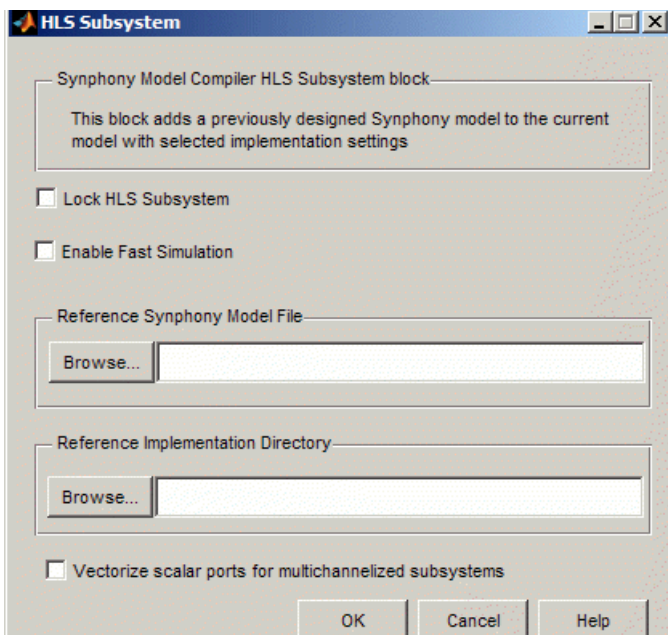 HLS Subsystem
Synphony Model Compiler HLS Subsystem block
This block adds a previously designed Synphony model to the current
model with selected implementation settings
Lock HLS Subsystem
Enable Fast Simulation
Reference Synphony Model File
Browse...
Reference Implementation Directory
Browse...
Vectorize scalar ports for multichannelized subsystems
OK Cancel Help